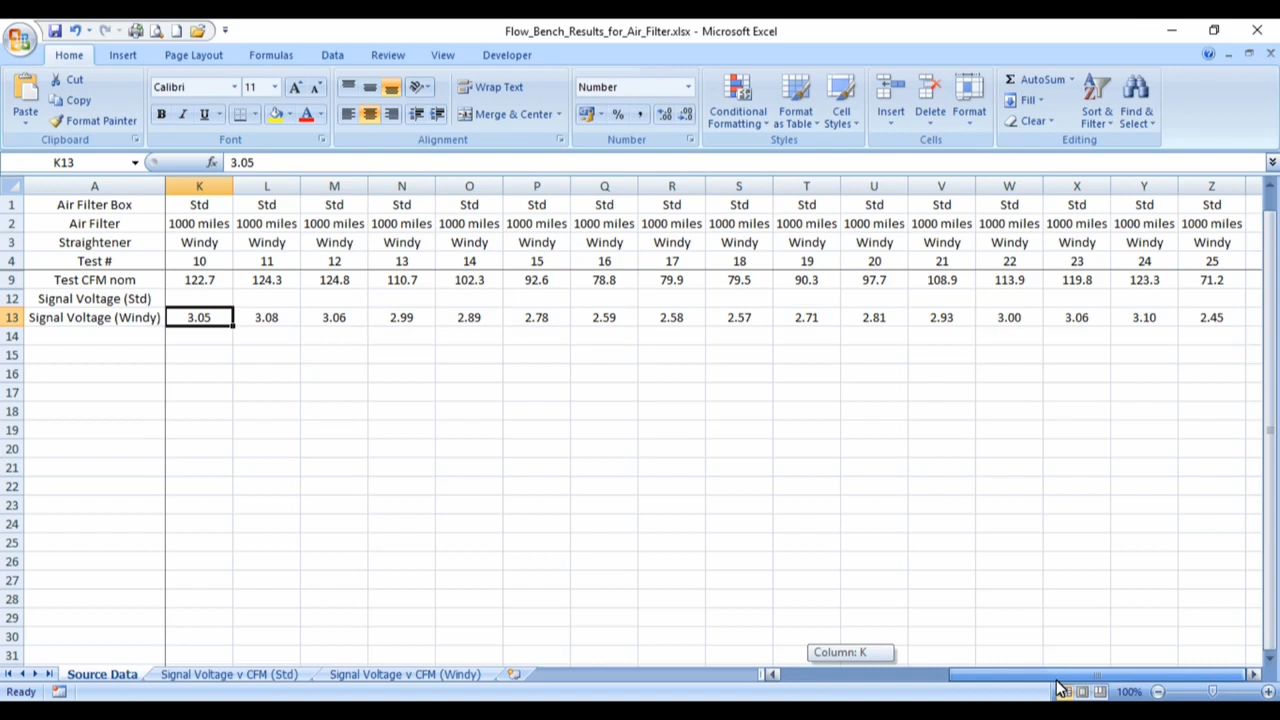 Flow_Bench_Results_for_Air_Filter.xlsx - Microsoft Excel
Home Insert Page Layout Formulas Data Review View Developer
Paste Cut Copy Format Painter Clipboard
Calibri 11 B I U A Font
Wrap Text Merge & Center Alignment
Number % , Number
Conditional Formatting Format as Table Cell Styles Styles
Insert Delete Format Cells
Σ AutoSum Fill Clear Sort & Filter Find & Select Editing
K13 fx 3.05
A K L M N O P Q R S T U V W X Y Z
1 Air Filter Box Std Std Std Std Std Std Std Std Std Std Std Std Std Std Std Std
2 Air Filter 1000 miles 1000 miles 1000 miles 1000 miles 1000 miles 1000 miles 1000 miles 1000 miles 1000 miles 1000 miles 1000 miles 1000 miles 1000 miles 1000 miles 1000 miles 1000 miles
3 Straightener Windy Windy Windy Windy Windy Windy Windy Windy Windy Windy Windy Windy Windy Windy Windy Windy
4 Test # 10 11 12 13 14 15 16 17 18 19 20 21 22 23 24 25
9 Test CFM nom 122.7 124.3 124.8 110.7 102.3 92.6 78.8 79.9 79.5 90.3 97.7 108.9 113.9 119.8 123.3 71.2
12 Signal Voltage (Std)
13 Signal Voltage (Windy) 3.05 3.08 3.06 2.99 2.89 2.78 2.59 2.58 2.57 2.71 2.81 2.93 3.00 3.06 3.10 2.45
14
15
16
17
18
19
20
21
22
23
24
25
26
27
28
29
30
31
Column: K
Source Data Signal Voltage v CFM (Std) Signal Voltage v CFM (Windy)
Ready 100%